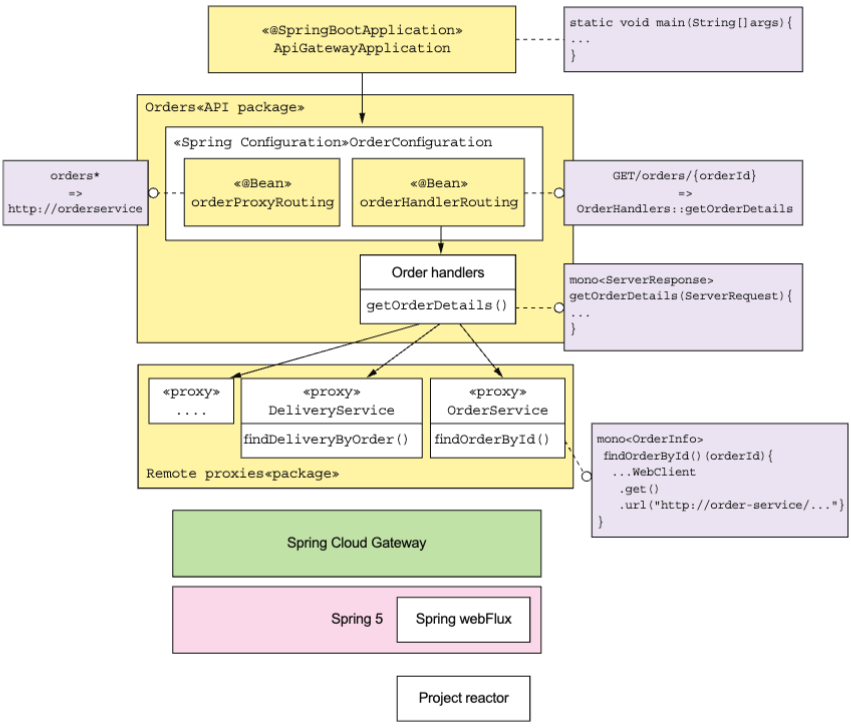 «@SpringBootApplication»
ApiGatewayApplication
static void main(String[]args){
...
}
Orders«API package»
«Spring Configuration»OrderConfiguration
orders*
=>
http://orderservice
«@Bean»
orderProxyRouting
«@Bean»
orderHandlerRouting
GET/orders/{orderId}
=>
OrderHandlers::getOrderDetails
Order handlers
getOrderDetails()
mono<ServerResponse>
getOrderDetails(ServerRequest){
...
}
«proxy»
....
«proxy»
DeliveryService
findDeliveryByOrder()
«proxy»
OrderService
findOrderById()
Remote proxies«package»
mono<OrderInfo>
findOrderById()(orderId){
...WebClient
.get()
.url("http://order-service/..."}
}
Spring Cloud Gateway
Spring 5
Spring webFlux
Project reactor